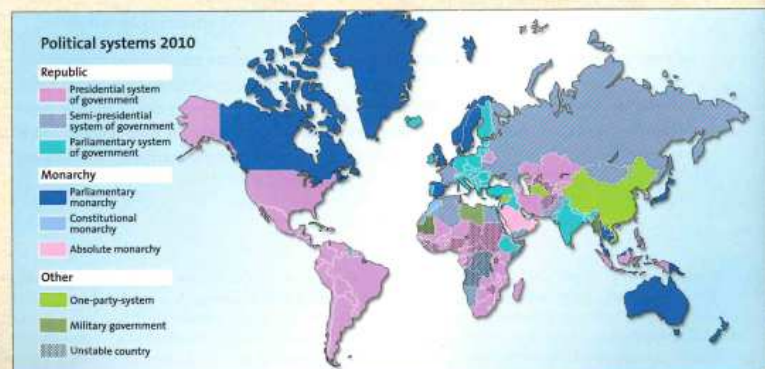 Political systems 2010
Republic
Presidential system
of government
Semi-presidential
system of government
Parliamentary system
of government
Monarchy
Parliamentary
monarchy
Constitutional
monarchy
Absolute monarchy
Other
One-party-system
Military government
Unstable country